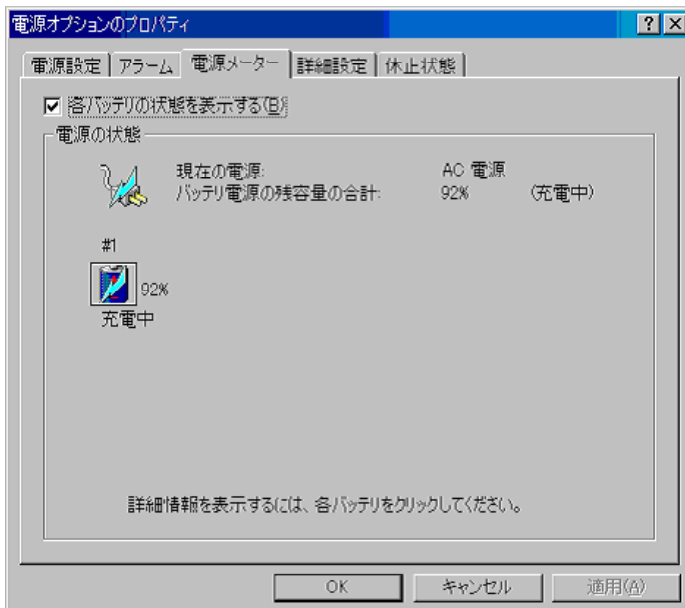 電源オプションのプロパティ
電源設定 アラーム 電源メーター 詳細設定 休止状態
各バッテリの状態を表示する(B)
電源の状態
現在の電源: AC 電源
バッテリ電源の残容量の合計: 92% (充電中)
#1
92%
充電中
詳細情報を表示するには、各バッテリをクリックしてください。
OK キャンセル 適用(A)